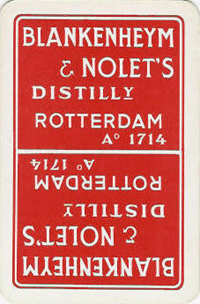 BLANKENHEYM
& NOLET'S
DISTILLY
ROTTERDAM
Aº 1714
Aº 1714
ROTTERDAM
DISTILLY
& NOLET'S
BLANKENHEYM